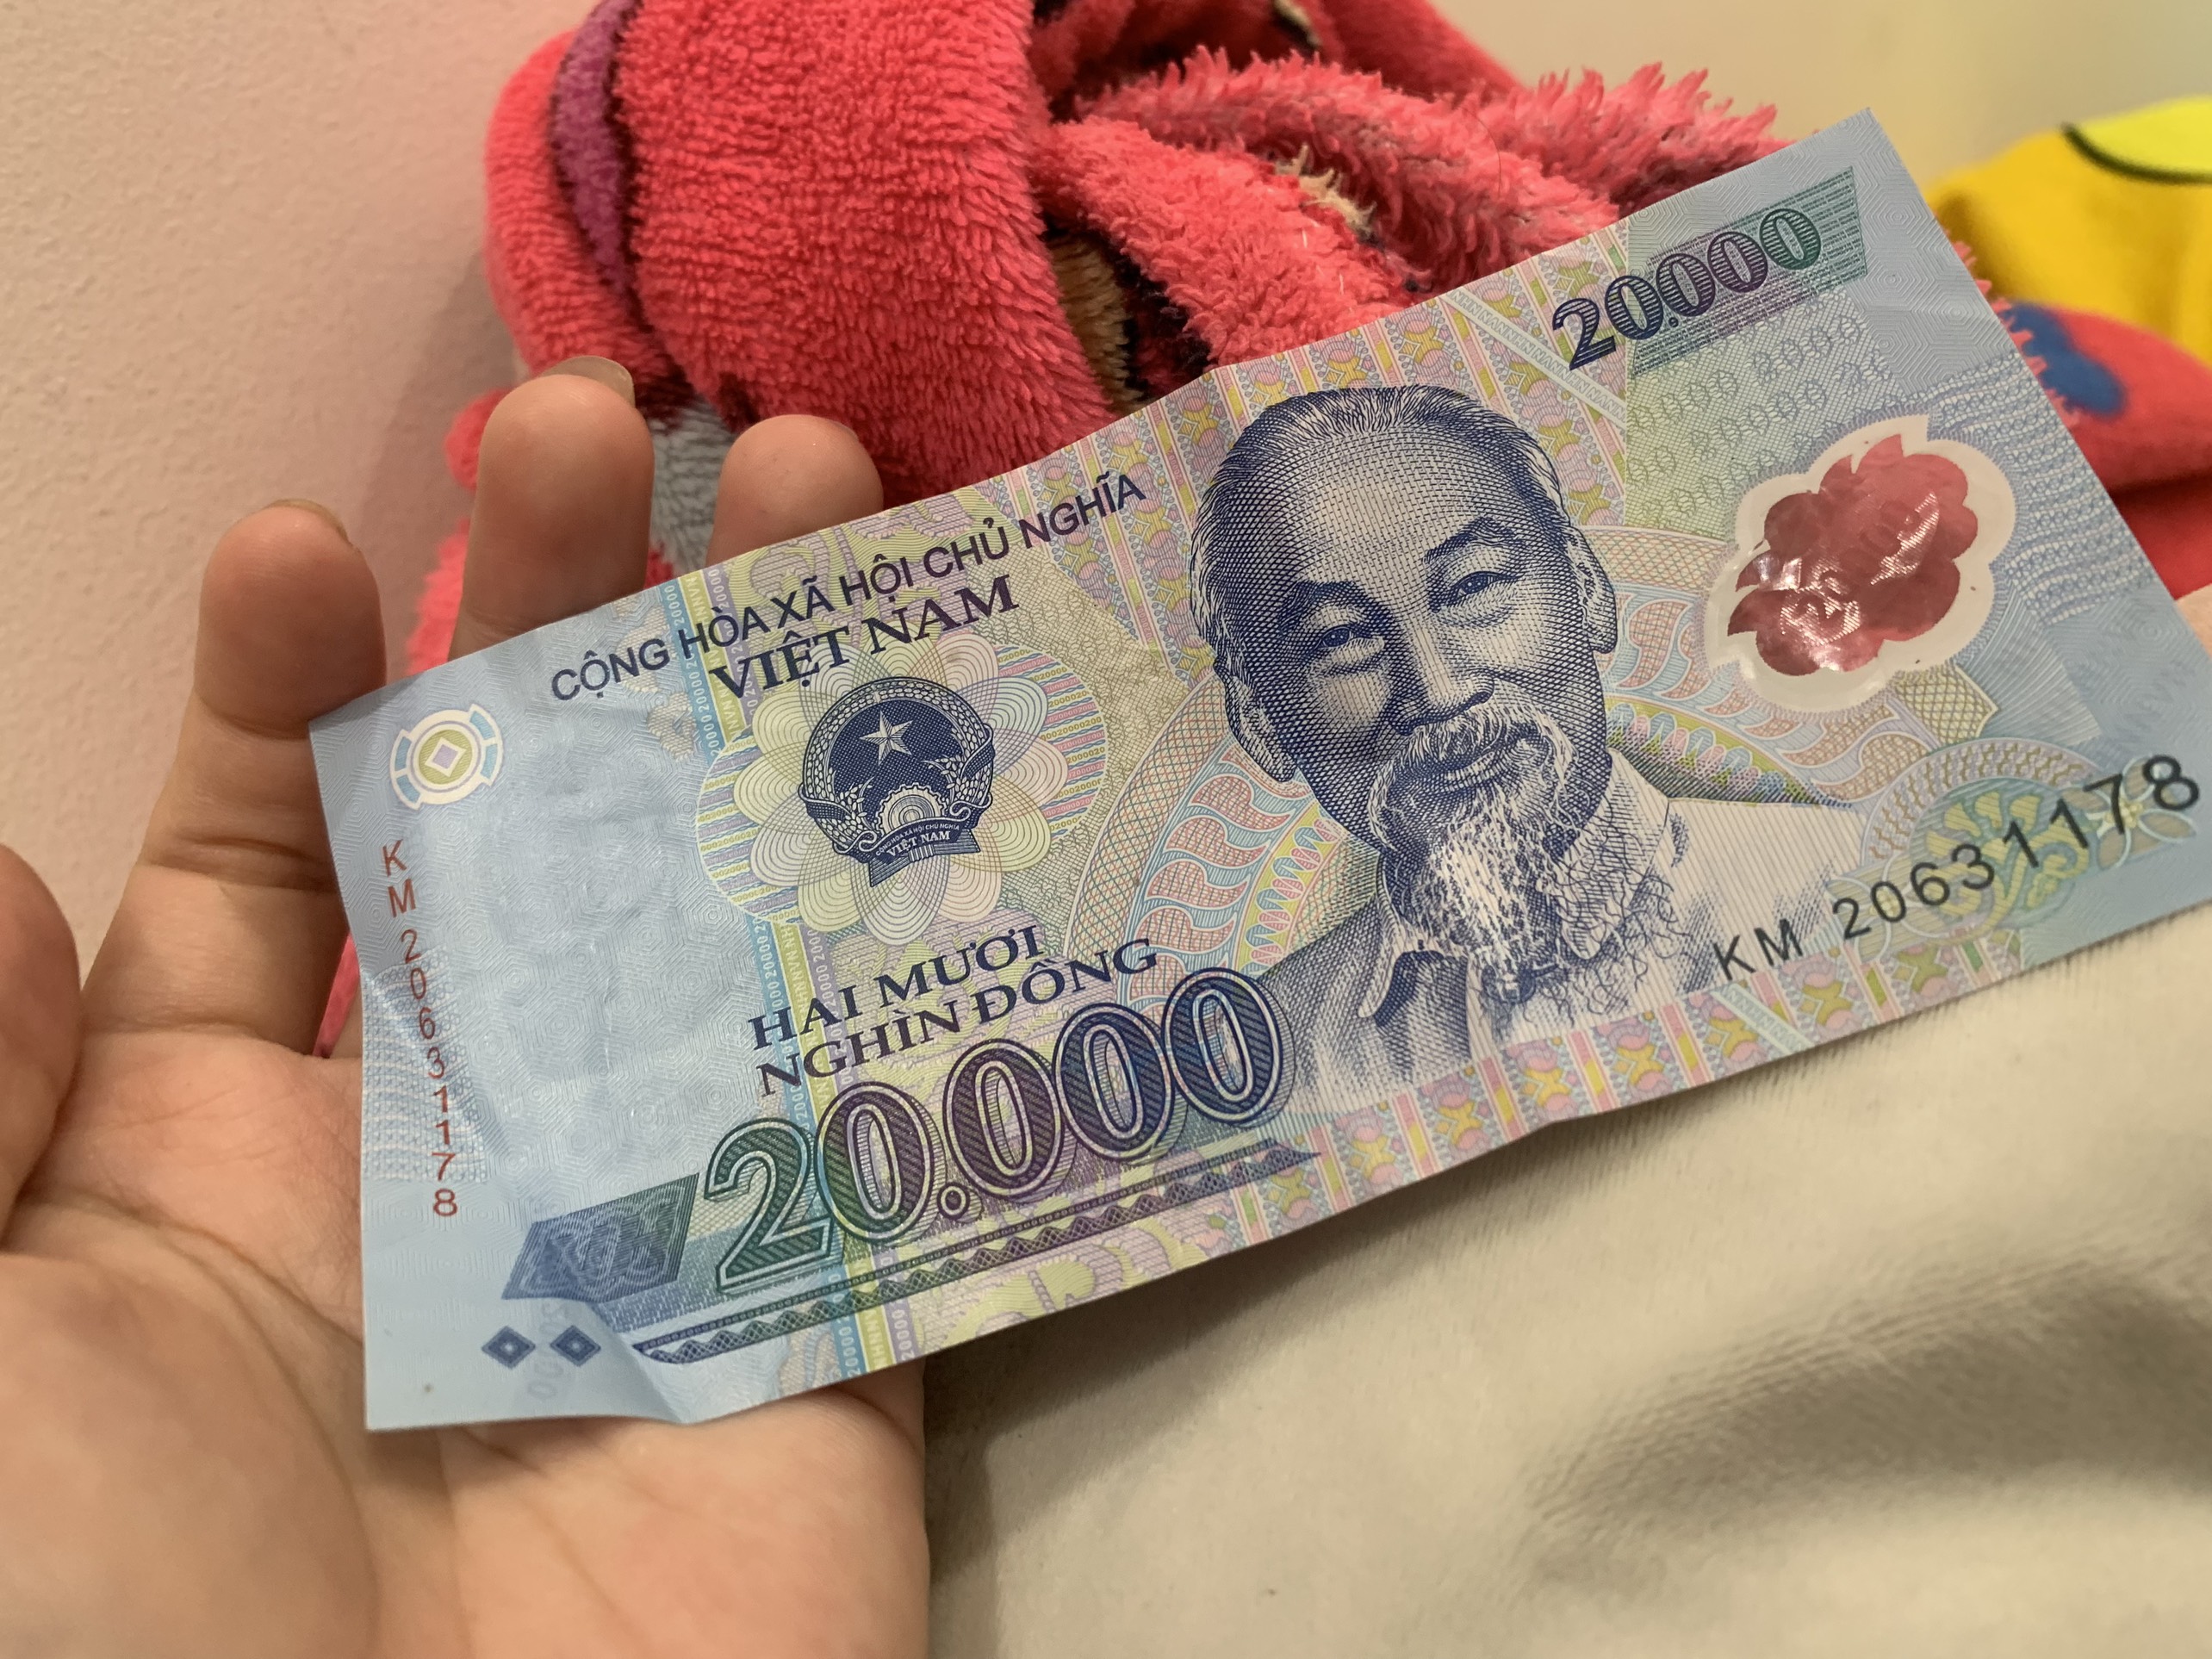 CỘNG HÒA XÃ HỘI CHỦ NGHĨA
VIỆT NAM
20.000
CỘNG HÒA XÃ HỘI CHỦ NGHĨA
VIỆT NAM
KM 20631178
HAI MƯƠI
NGHÌN ĐỒNG
20.000
KM 20631178